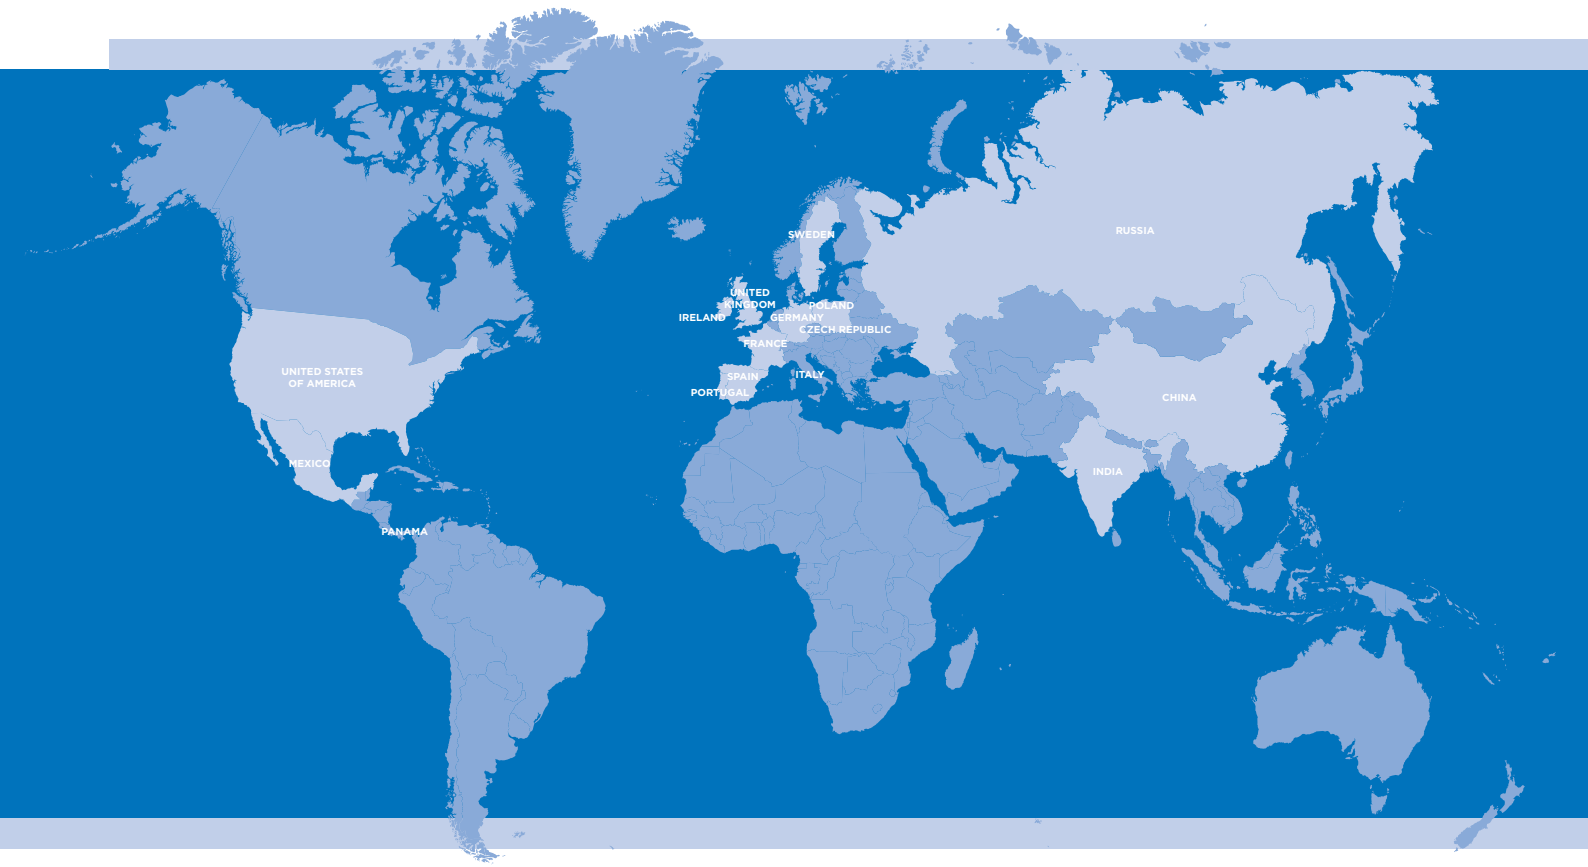 SWEDEN
RUSSIA
UNITED
KINGDOM
POLAND
IRELAND
GERMANY
CZECH REPUBLIC
FRANCE
UNITED STATES
OF AMERICA
SPAIN
ITALY
PORTUGAL
CHINA
MEXICO
INDIA
PANAMA